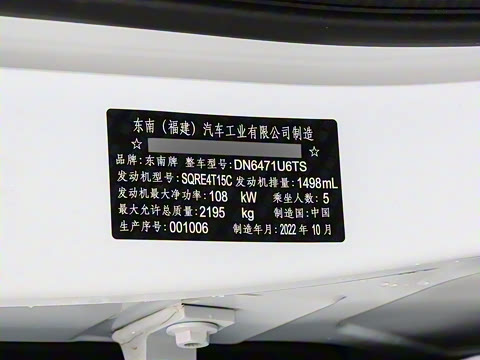 东南（福建）汽车工业有限公司制造
☆ ☆
品牌：东南牌 整车型号：DN6471U6TS
发动机型号：SQRE4T15C 发动机排量：1498mL
发动机最大净功率：108 kW 乘坐人数：5
最大允许总质量：2195 kg 制造国：中国
生产序号：001006 制造年月：2022 年 10 月